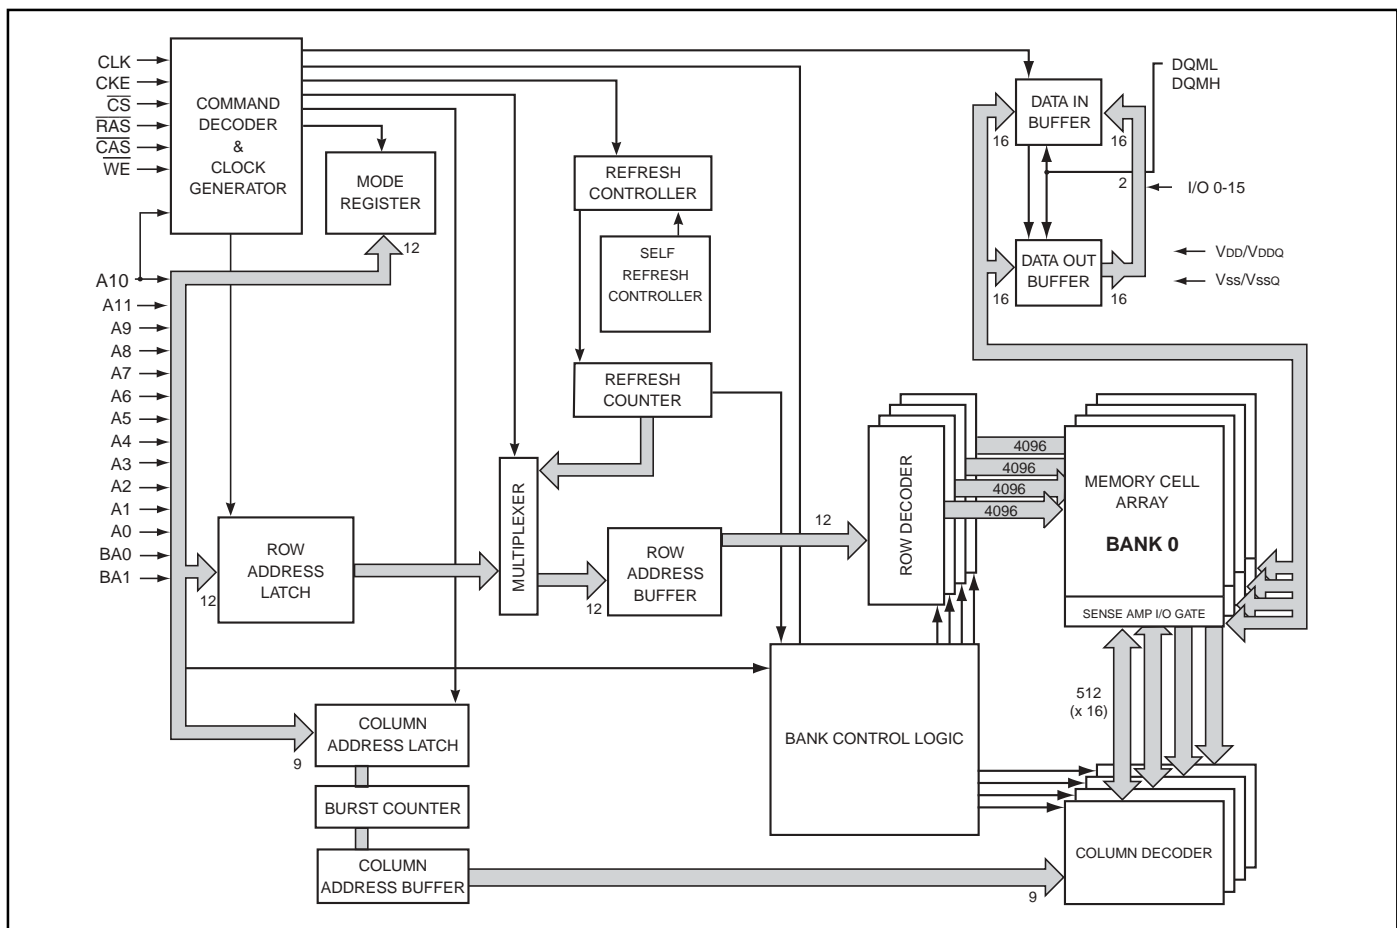 CLK
CKE
CS
RAS
CAS
WE
A10
A11
A9
A8
A7
A6
A5
A4
A3
A2
A1
A0
BA0
BA1
COMMAND
DECODER
&
CLOCK
GENERATOR
MODE
REGISTER
12
REFRESH
CONTROLLER
SELF
REFRESH
CONTROLLER
REFRESH
COUNTER
MULTIPLEXER
ROW
ADDRESS
LATCH
12
ROW
ADDRESS
BUFFER
12
12
COLUMN
ADDRESS LATCH
9
BURST COUNTER
COLUMN
ADDRESS BUFFER
9
BANK CONTROL LOGIC
ROW DECODER
4096
4096
4096
4096
MEMORY CELL
ARRAY
BANK 0
SENSE AMP I/O GATE
512
(x 16)
COLUMN DECODER
DATA IN
BUFFER
16
16
DATA OUT
BUFFER
16
16
DQML
DQMH
2
I/O 0-15
VDD/VDDQ
Vss/VssQ